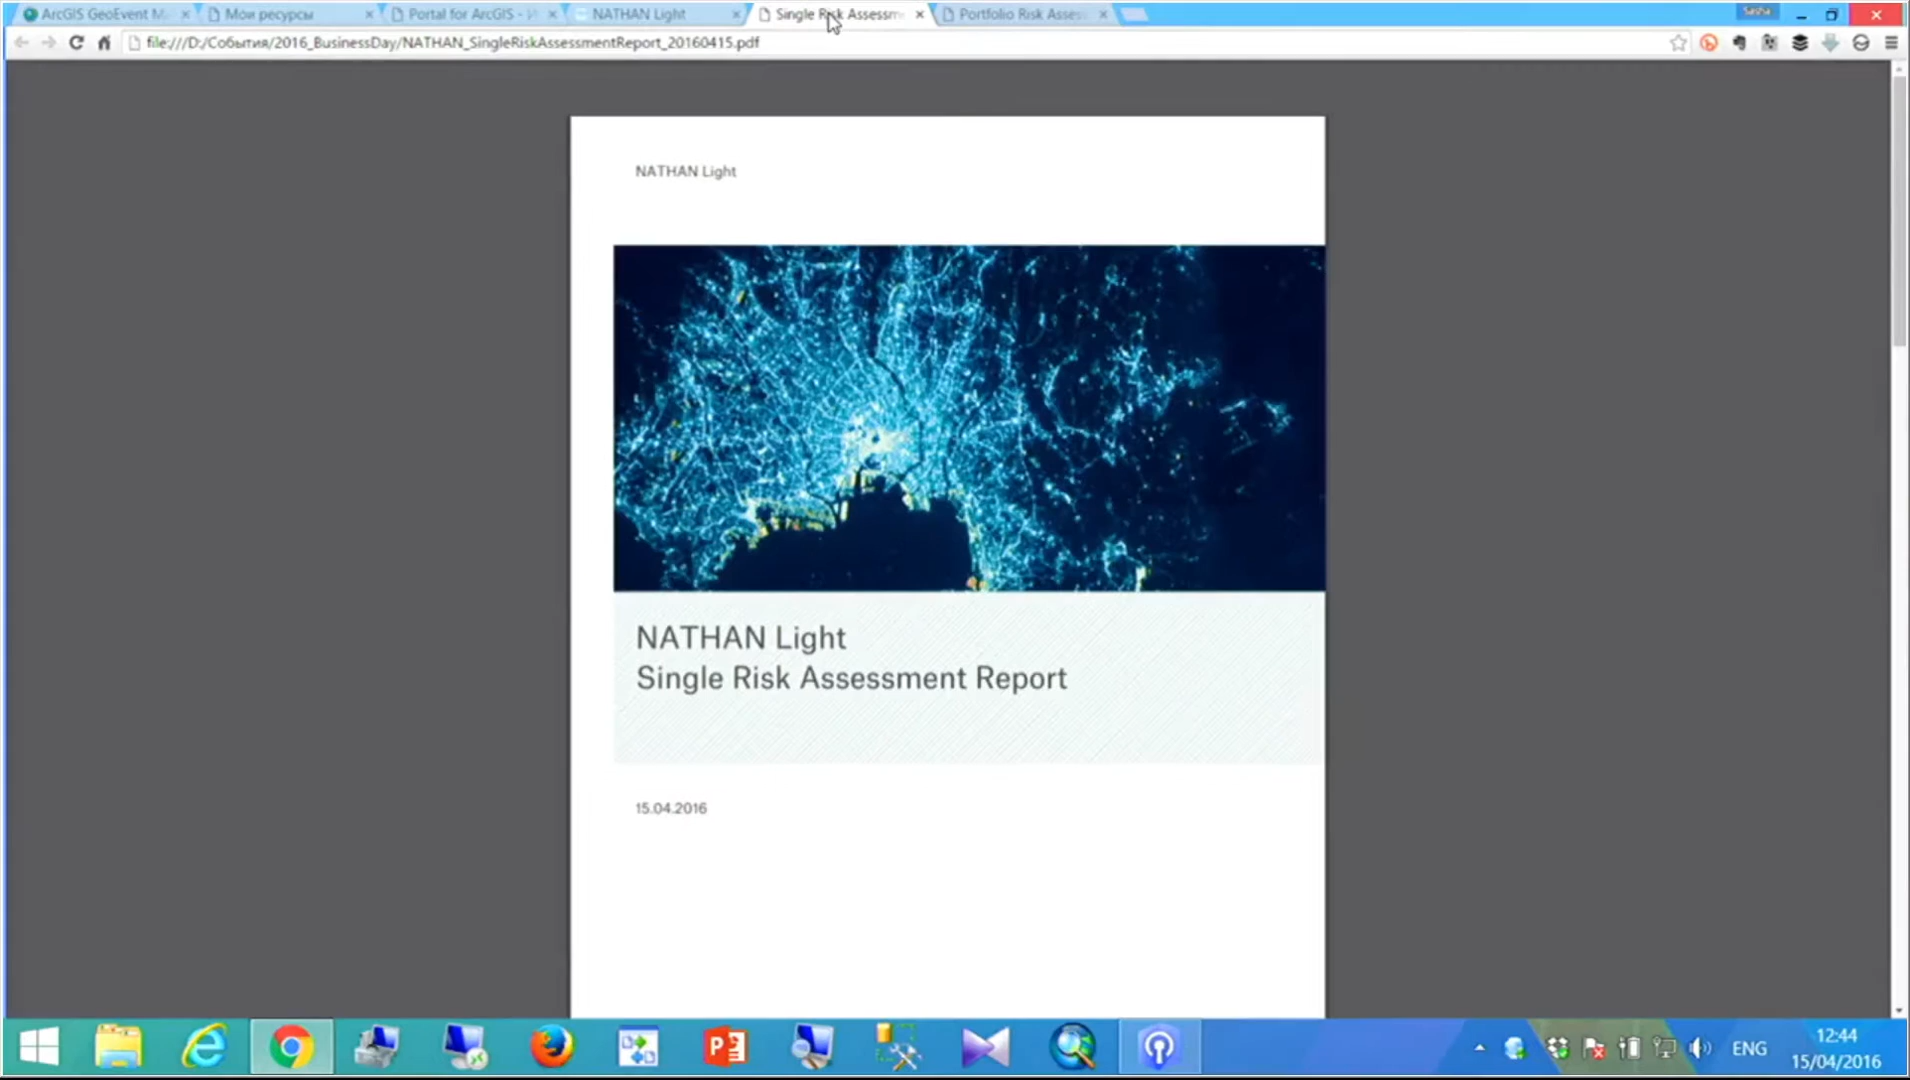 ArcGIS GeoEvent M
Мои ресурсы
Portal for ArcGIS - И
NATHAN Light
Single Risk Assessm
Portfolio Risk Asses
Sasha
file:///D:/События/2016_BusinessDay/NATHAN_SingleRiskAssessmentReport_20160415.pdf
NATHAN Light
NATHAN Light
Single Risk Assessment Report
15.04.2016
ENG
12:44
15/04/2016